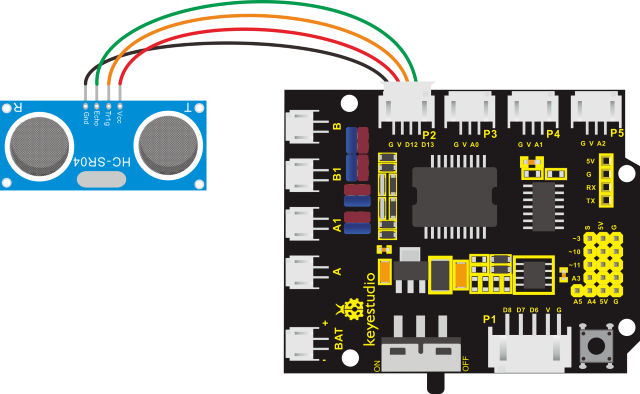 R
T
Gnd
Echo
Trig
Vcc
HC-SR04
P2
P3
P4
P5
G V D12 D13
G V A0
G V A1
G V A2
B
B1
A1
A
BAT
+
-
5V
G
RX
TX
S 5V G
~3
~10
~11
A3
A5 A4 5V G
keyestudio
P1
D8 D7 D6 V G
ON
OFF